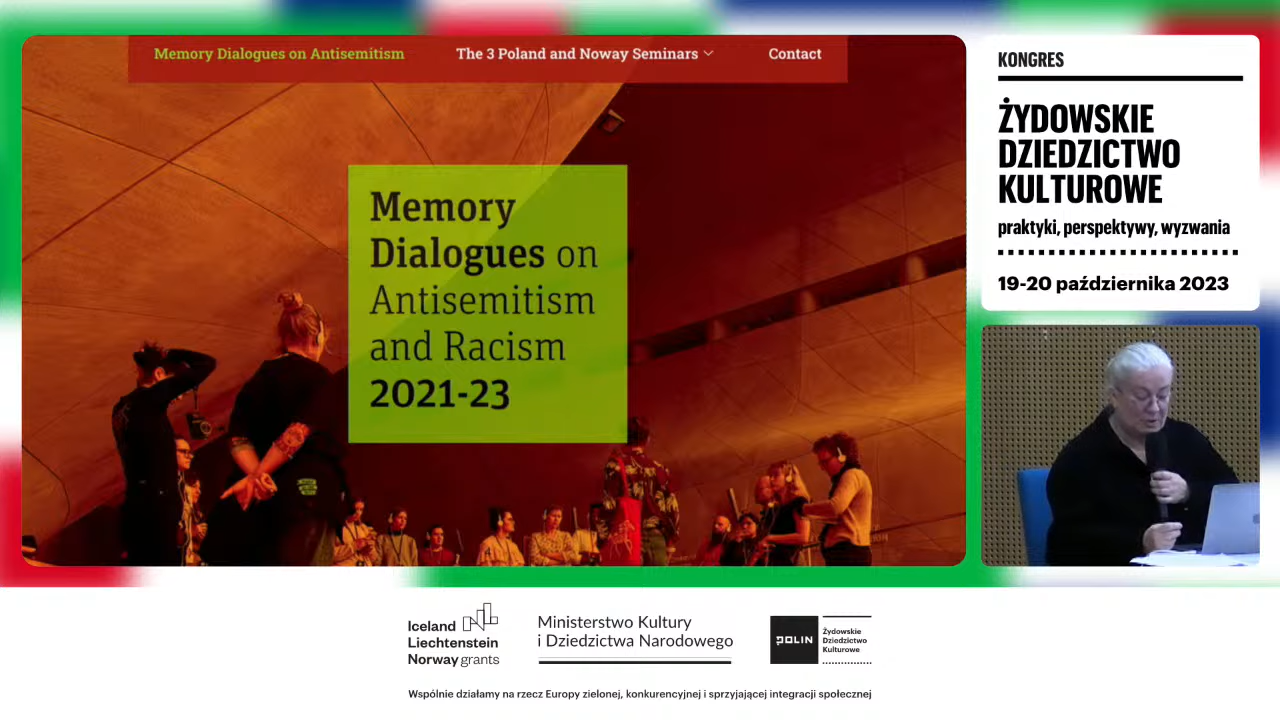 Memory Dialogues on Antisemitism
The 3 Poland and Noway Seminars
Contact
Memory
Dialogues on
Antisemitism
and Racism
2021-23
KONGRES
ŻYDOWSKIE
DZIEDZICTWO
KULTUROWE
praktyki, perspektywy, wyzwania
19-20 października 2023
Iceland
Liechtenstein
Norway grants
Ministerstwo Kultury
i Dziedzictwa Narodowego
POLIN
Żydowskie
Dziedzictwo
Kulturowe
Wspólnie działamy na rzecz Europy zielonej, konkurencyjnej i sprzyjającej integracji społecznej